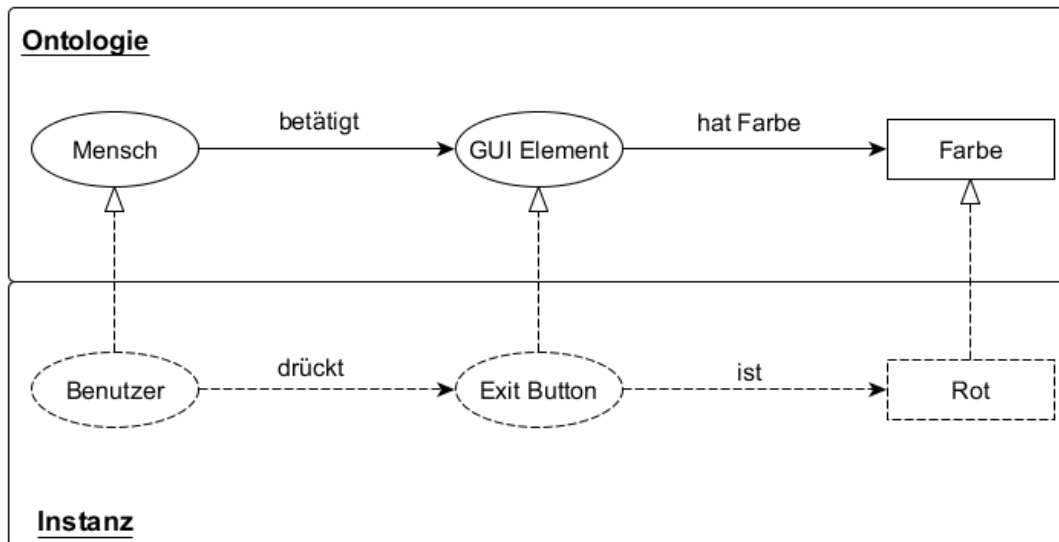 Ontologie
betätigt
hat Farbe
Mensch
GUI Element
Farbe
drückt
ist
Benutzer
Exit Button
Rot
Instanz